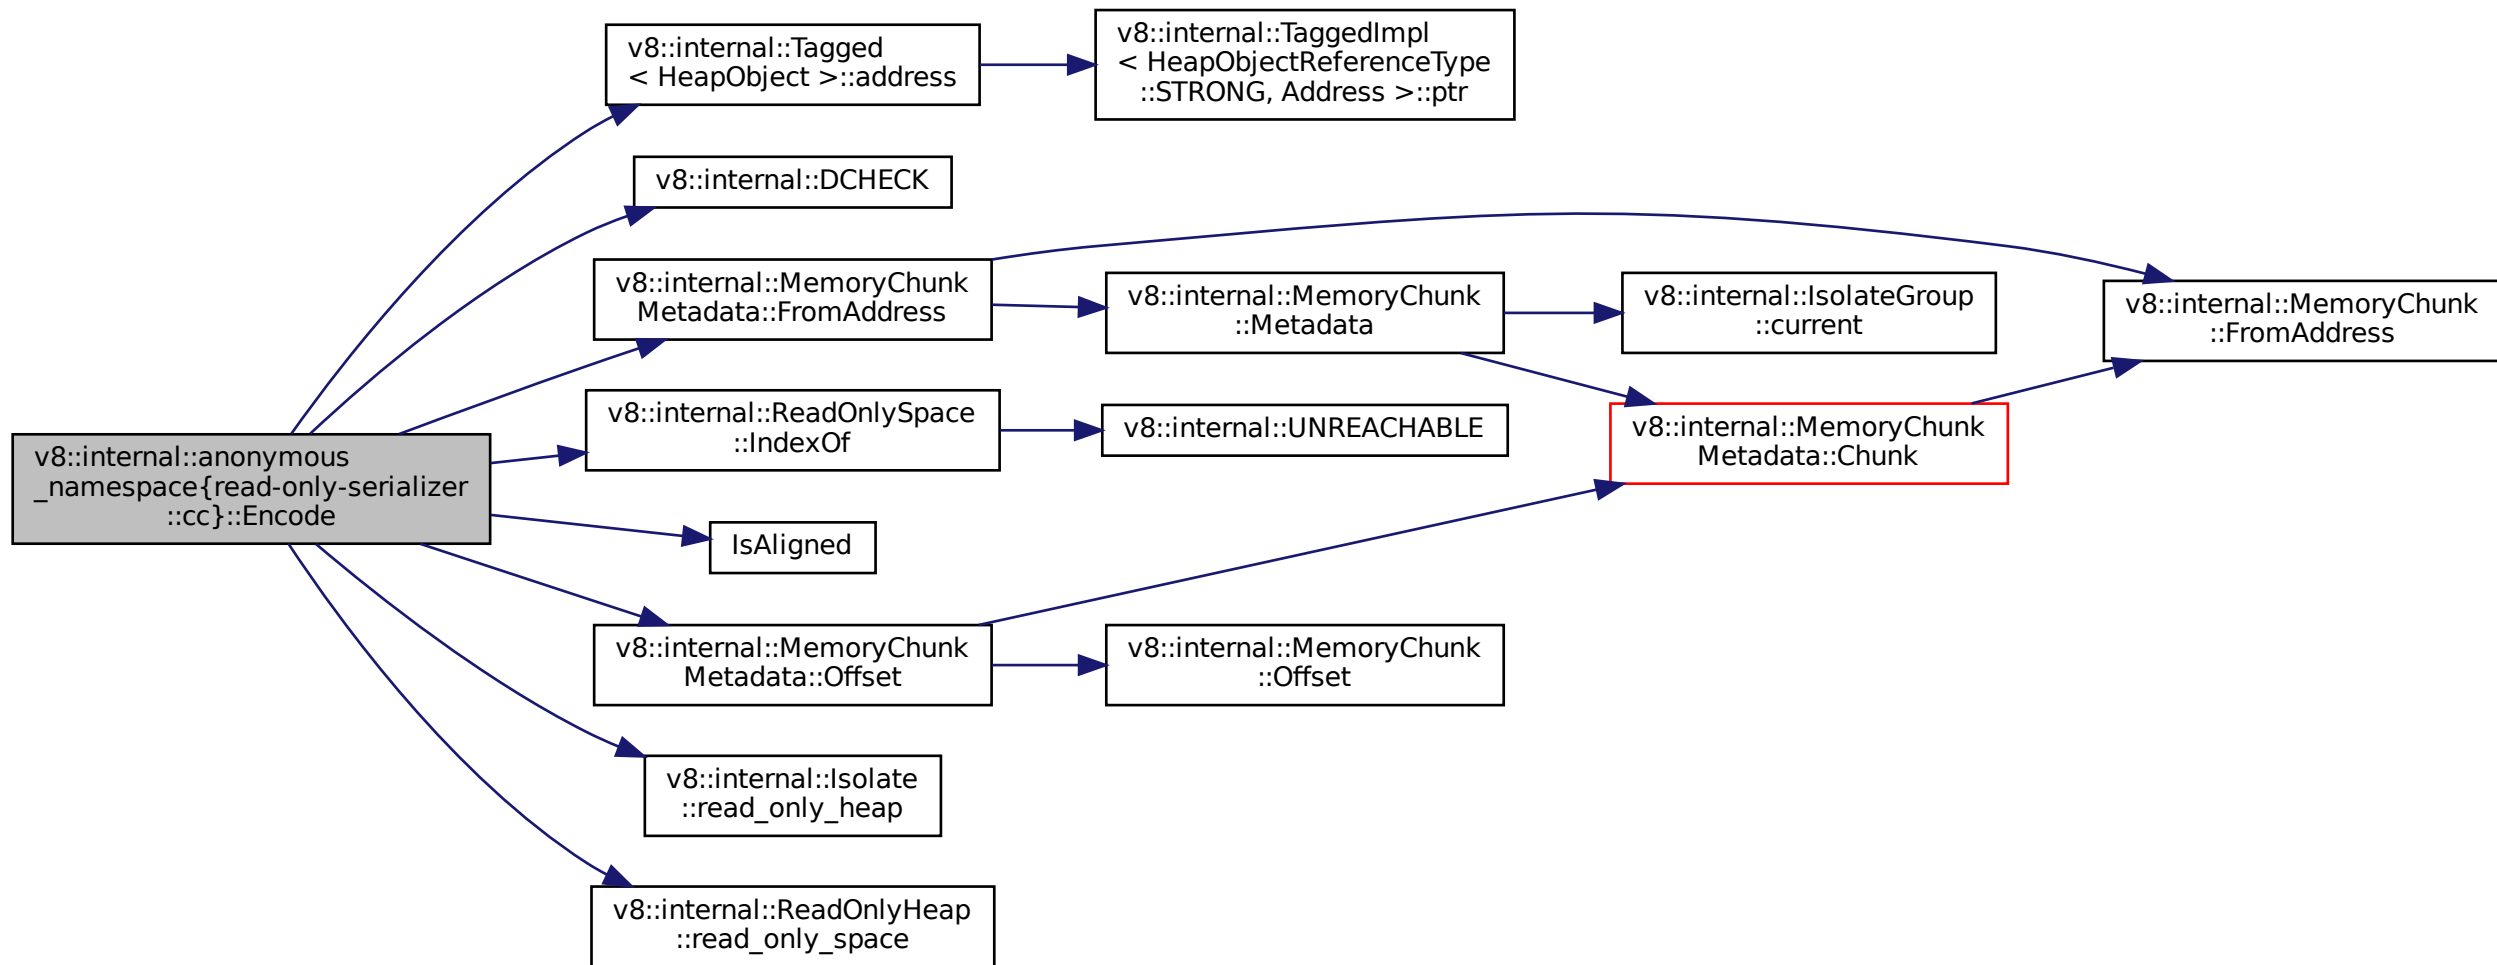 v8::internal::anonymous
_namespace{read-only-serializer
::cc}::Encode
v8::internal::Tagged
< HeapObject >::address
v8::internal::TaggedImpl
< HeapObjectReferenceType
::STRONG, Address >::ptr
v8::internal::DCHECK
v8::internal::MemoryChunk
Metadata::FromAddress
v8::internal::MemoryChunk
::Metadata
v8::internal::IsolateGroup
::current
v8::internal::MemoryChunk
::FromAddress
v8::internal::ReadOnlySpace
::IndexOf
v8::internal::UNREACHABLE
v8::internal::MemoryChunk
Metadata::Chunk
IsAligned
v8::internal::MemoryChunk
Metadata::Offset
v8::internal::MemoryChunk
::Offset
v8::internal::Isolate
::read_only_heap
v8::internal::ReadOnlyHeap
::read_only_space